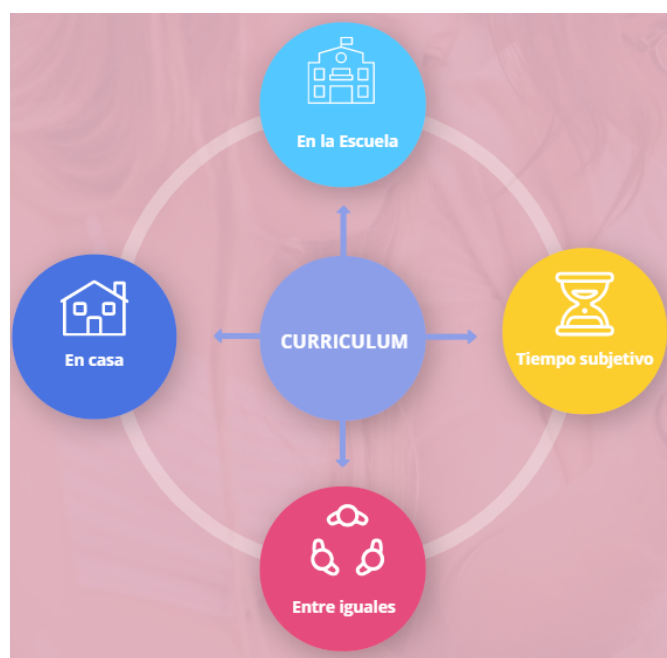 En la Escuela
CURRICULUM
En casa
Tiempo subjetivo
Entre iguales